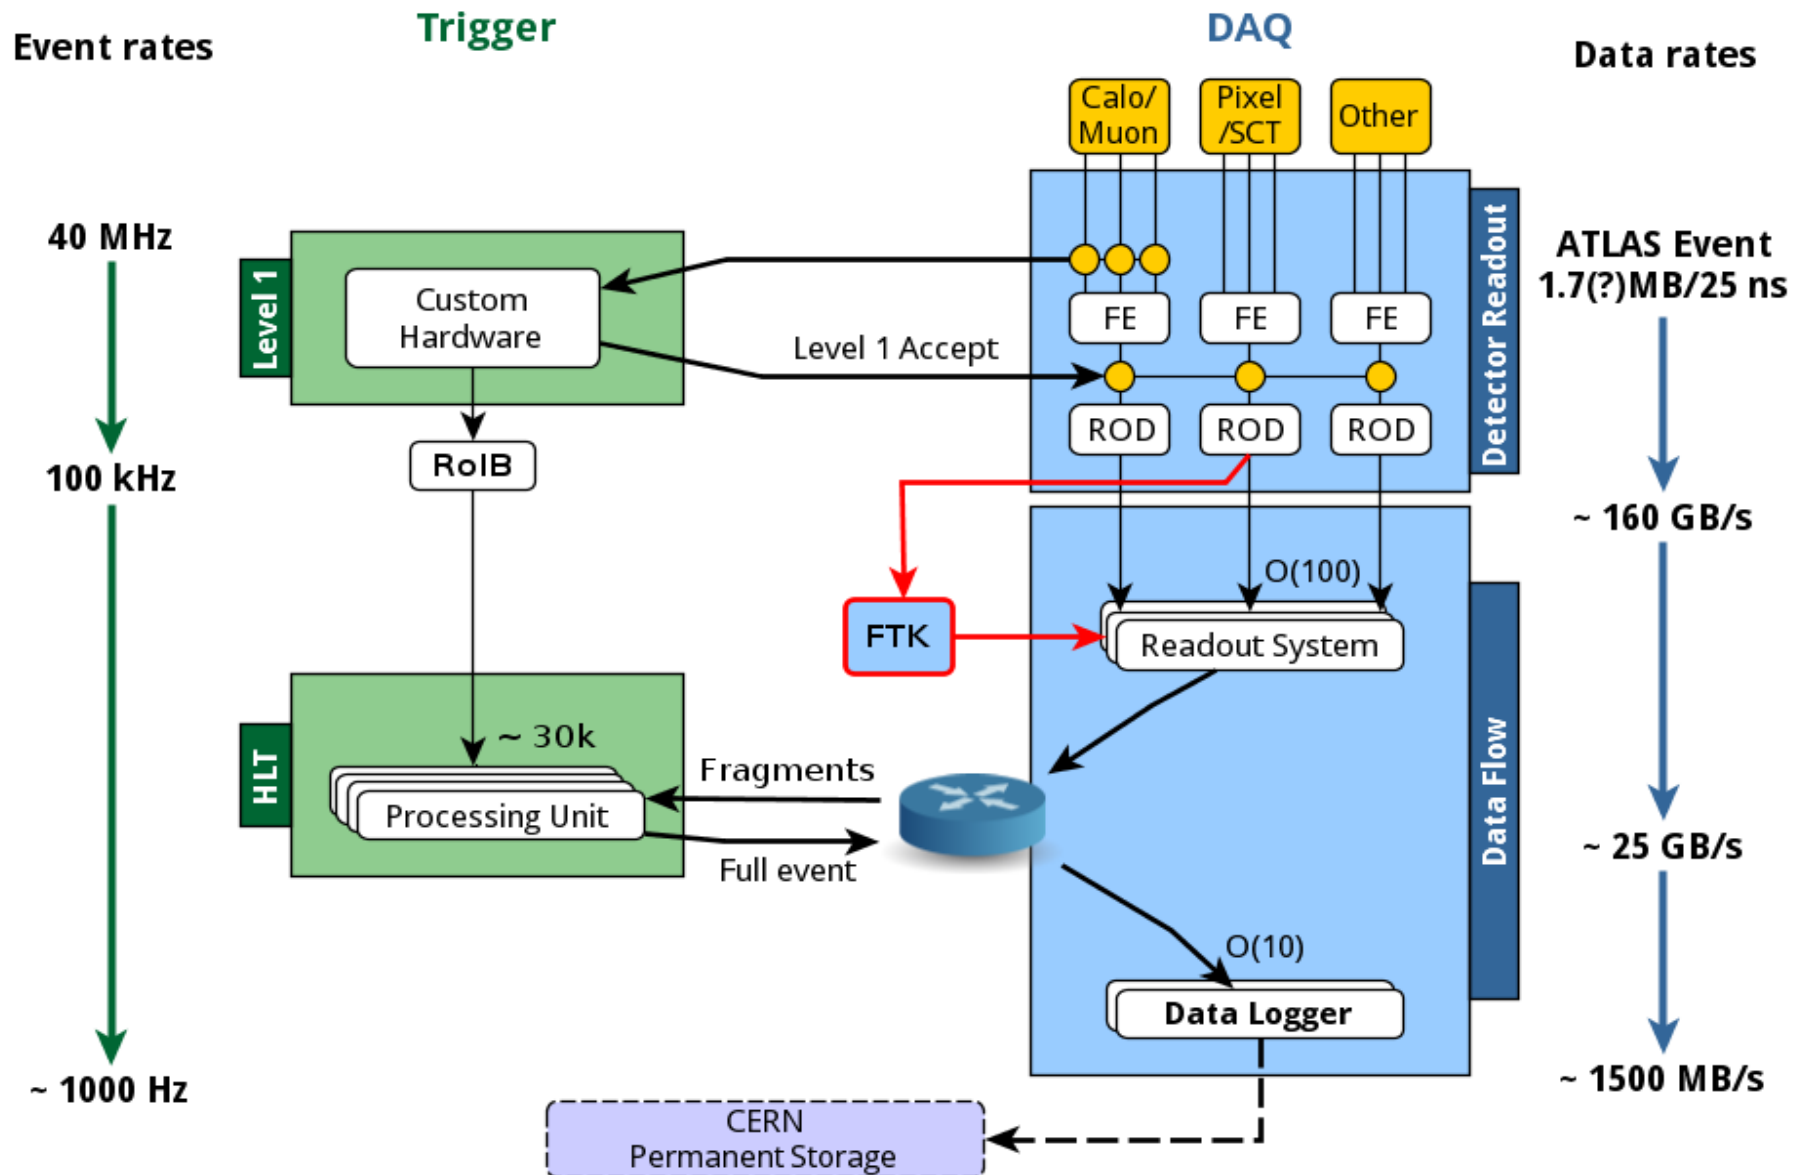 Trigger
DAQ
Event rates
Data rates
Calo/
Muon
Pixel
/SCT
Other
40 MHz
ATLAS Event
1.7(?)MB/25 ns
Level 1
Custom
Hardware
FE
FE
FE
Detector Readout
Level 1 Accept
ROD
ROD
ROD
100 kHz
RoIB
~ 160 GB/s
O(100)
FTK
Readout System
HLT
~ 30k
Processing Unit
Fragments
Full event
Data Flow
~ 25 GB/s
O(10)
Data Logger
~ 1000 Hz
~ 1500 MB/s
CERN
Permanent Storage